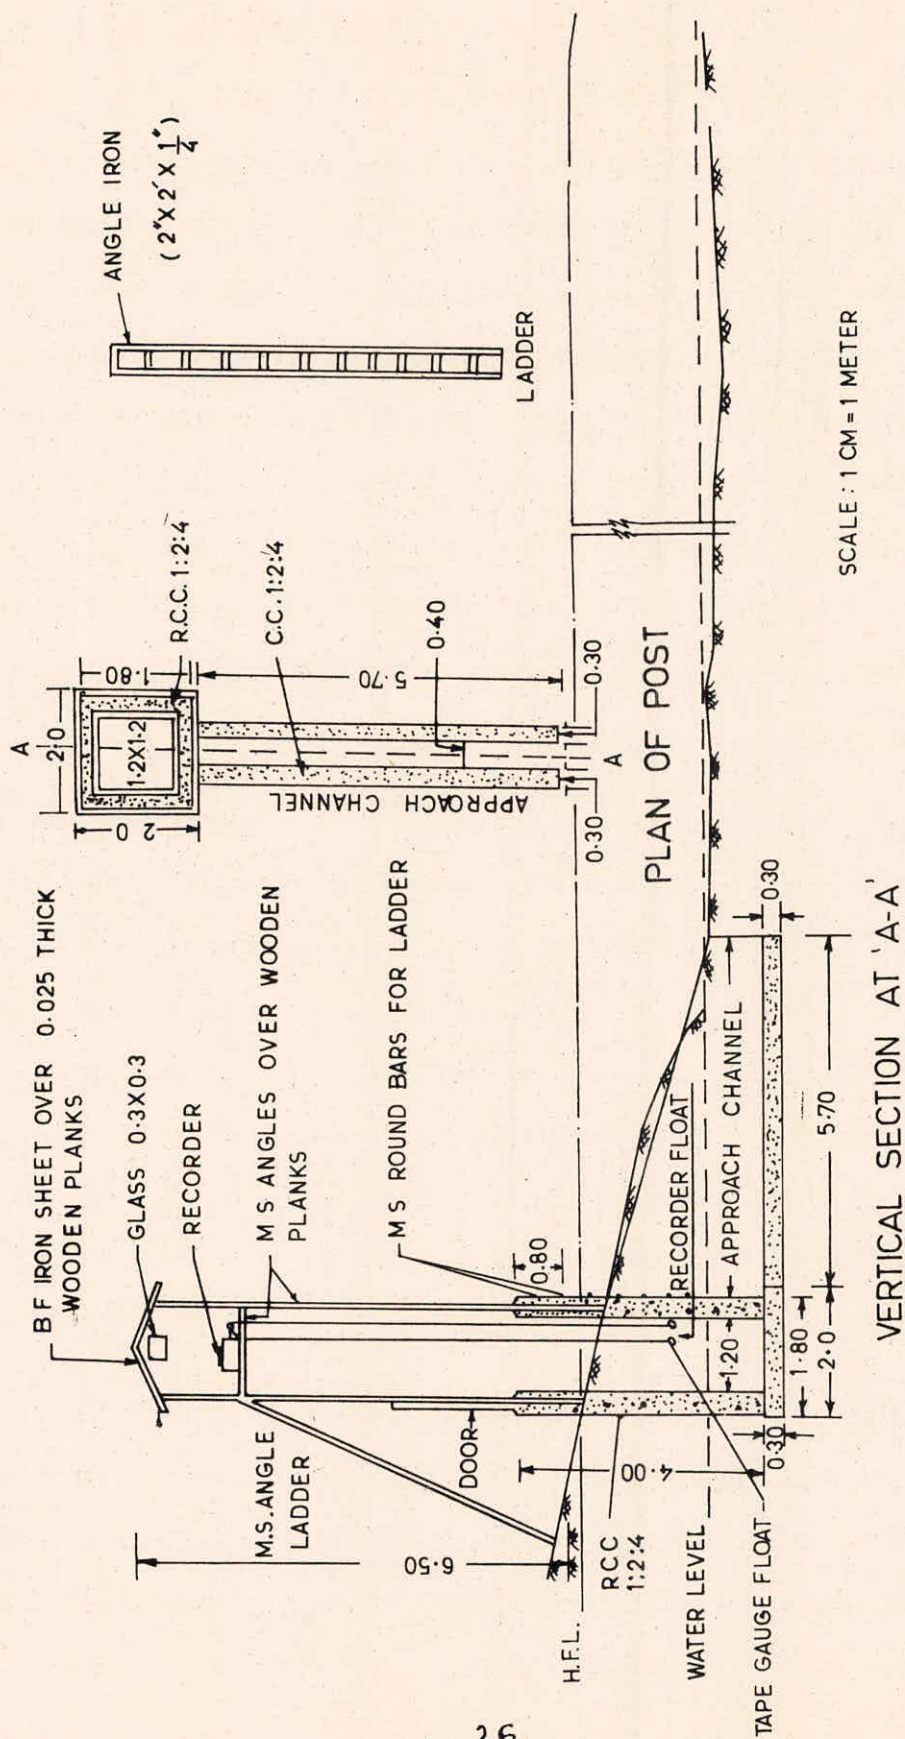 B F IRON SHEET OVER 0.025 THICK
WOODEN PLANKS
GLASS 0·3X0·3
RECORDER
M S ANGLES OVER WOODEN
PLANKS
M S ROUND BARS FOR LADDER
0.80
M.S.ANGLE
LADDER
DOOR
6·50
4·00
H.F.L.
RCC
1:2:4
WATER LEVEL
TAPE GAUGE FLOAT
RECORDER FLOAT
APPROACH CHANNEL
1·20
1·80
2·0
0·30
5·70
0·30
VERTICAL SECTION AT 'A-A'
A
2·0
1·80
2 0
1·2X1·2
R.C.C. 1:2:4
C.C. 1:2:4
5·70
0·40
APPROACH CHANNEL
0·30
0·30
A
PLAN OF POST
ANGLE IRON
(2"X2"X 1/4")
LADDER
SCALE : 1 CM = 1 METER